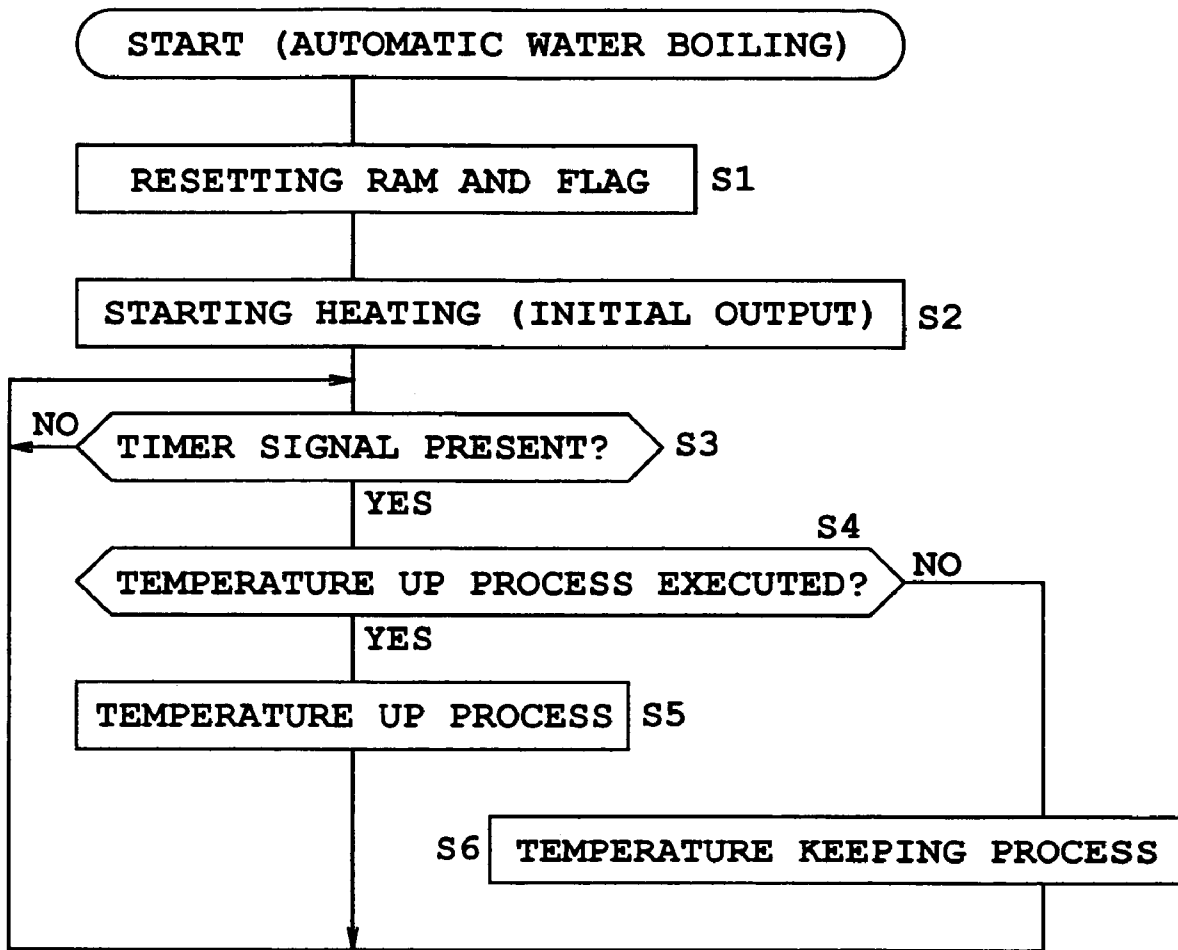 START (AUTOMATIC WATER BOILING)
RESETTING RAM AND FLAG S1
STARTING HEATING (INITIAL OUTPUT) S2
NO
TIMER SIGNAL PRESENT? S3
YES
S4
TEMPERATURE UP PROCESS EXECUTED? NO
YES
TEMPERATURE UP PROCESS S5
S6 TEMPERATURE KEEPING PROCESS